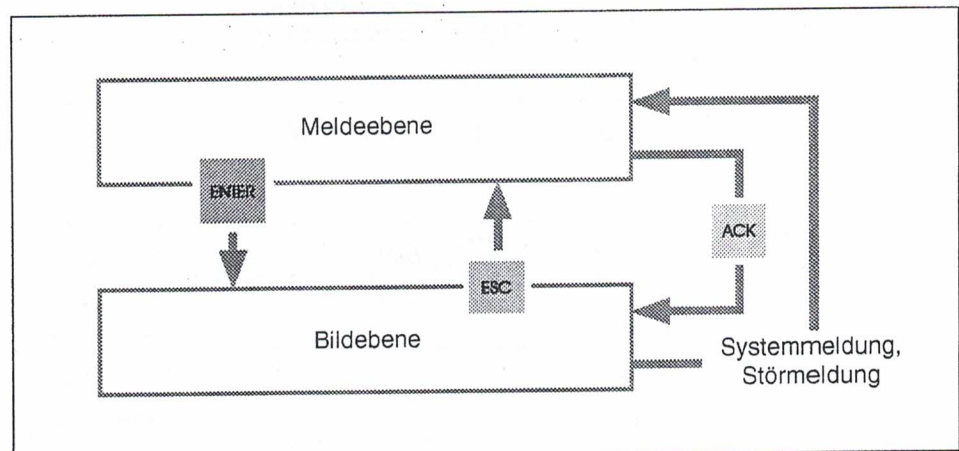 Meldeebene
ENTER
ACK
ESC
Bildebene
Systemmeldung,
Störmeldung